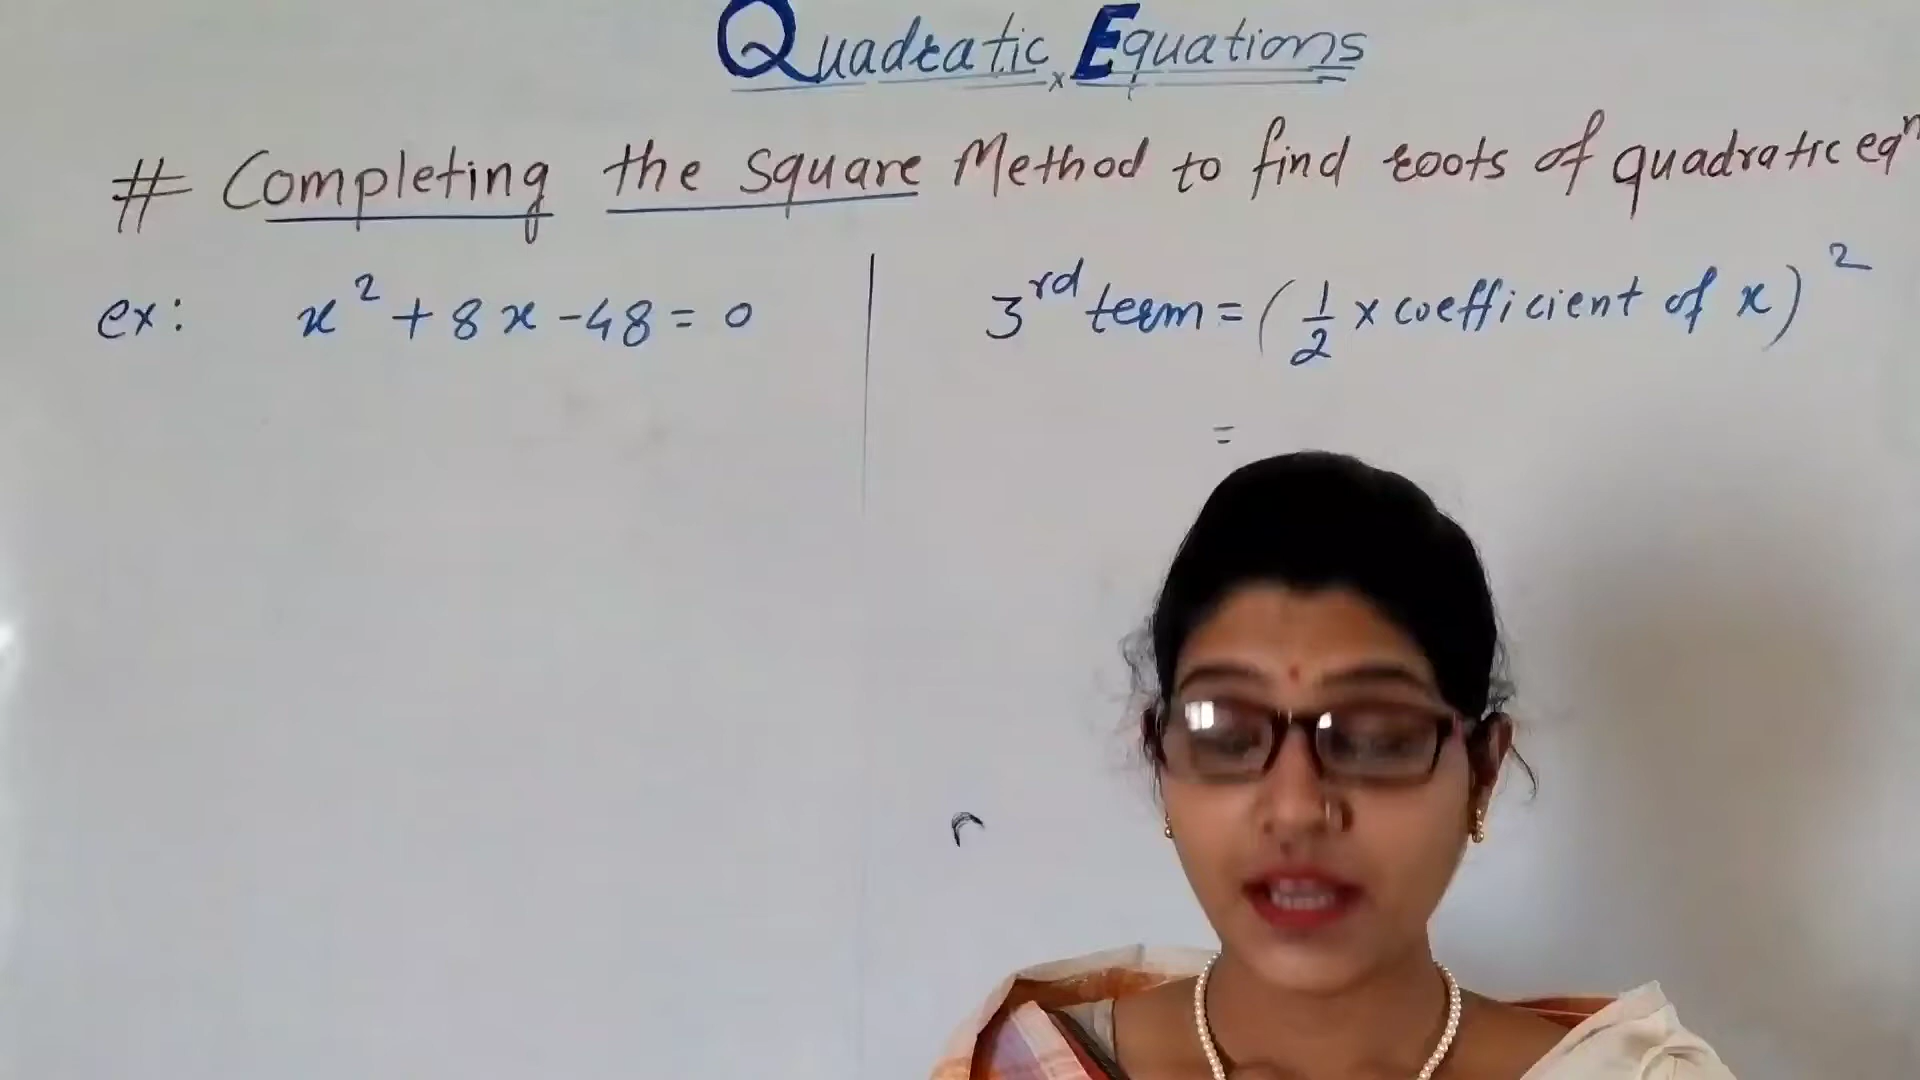 Quadratic Equations
# Completing the square Method to find roots of quadratic eqⁿ
ex: x² + 8x - 48 = 0
3rd term = (1/2 × coefficient of x)²
=